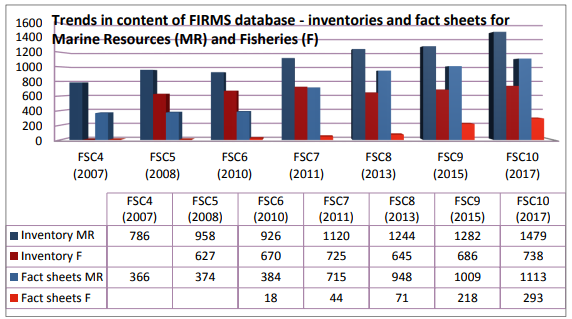 Trends in content of FIRMS database - inventories and fact sheets for
Marine Resources (MR) and Fisheries (F)
1600
1400
1200
1000
800
600
400
200
0
FSC4 FSC5 FSC6 FSC7 FSC8 FSC9 FSC10
(2007) (2008) (2010) (2011) (2013) (2015) (2017)
FSC4 FSC5 FSC6 FSC7 FSC8 FSC9 FSC10
(2007) (2008) (2010) (2011) (2013) (2015) (2017)
Inventory MR 786 958 926 1120 1244 1282 1479
Inventory F 627 670 725 645 686 738
Fact sheets MR 366 374 384 715 948 1009 1113
Fact sheets F 18 44 71 218 293